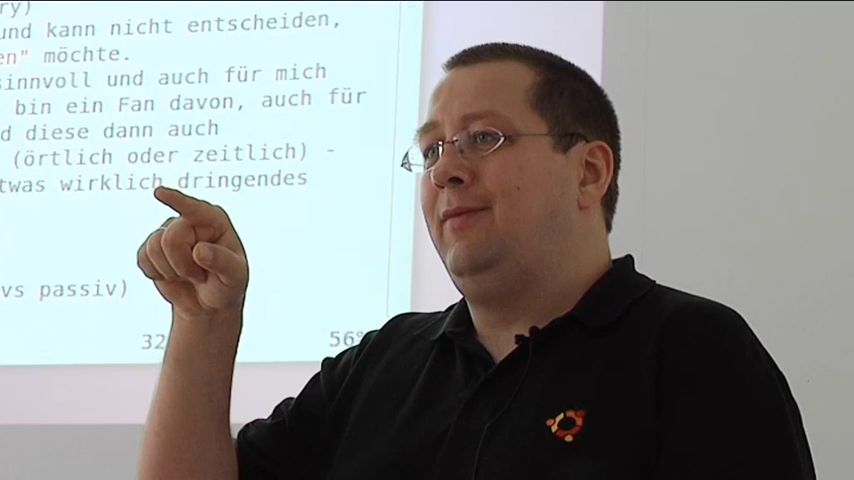 ry)
und kann nicht entscheiden,
en" möchte.
sinnvoll und auch für mich
bin ein Fan davon, auch für
d diese dann auch
(örtlich oder zeitlich) -
twas wirklich dringendes
vs passiv)
32
56%